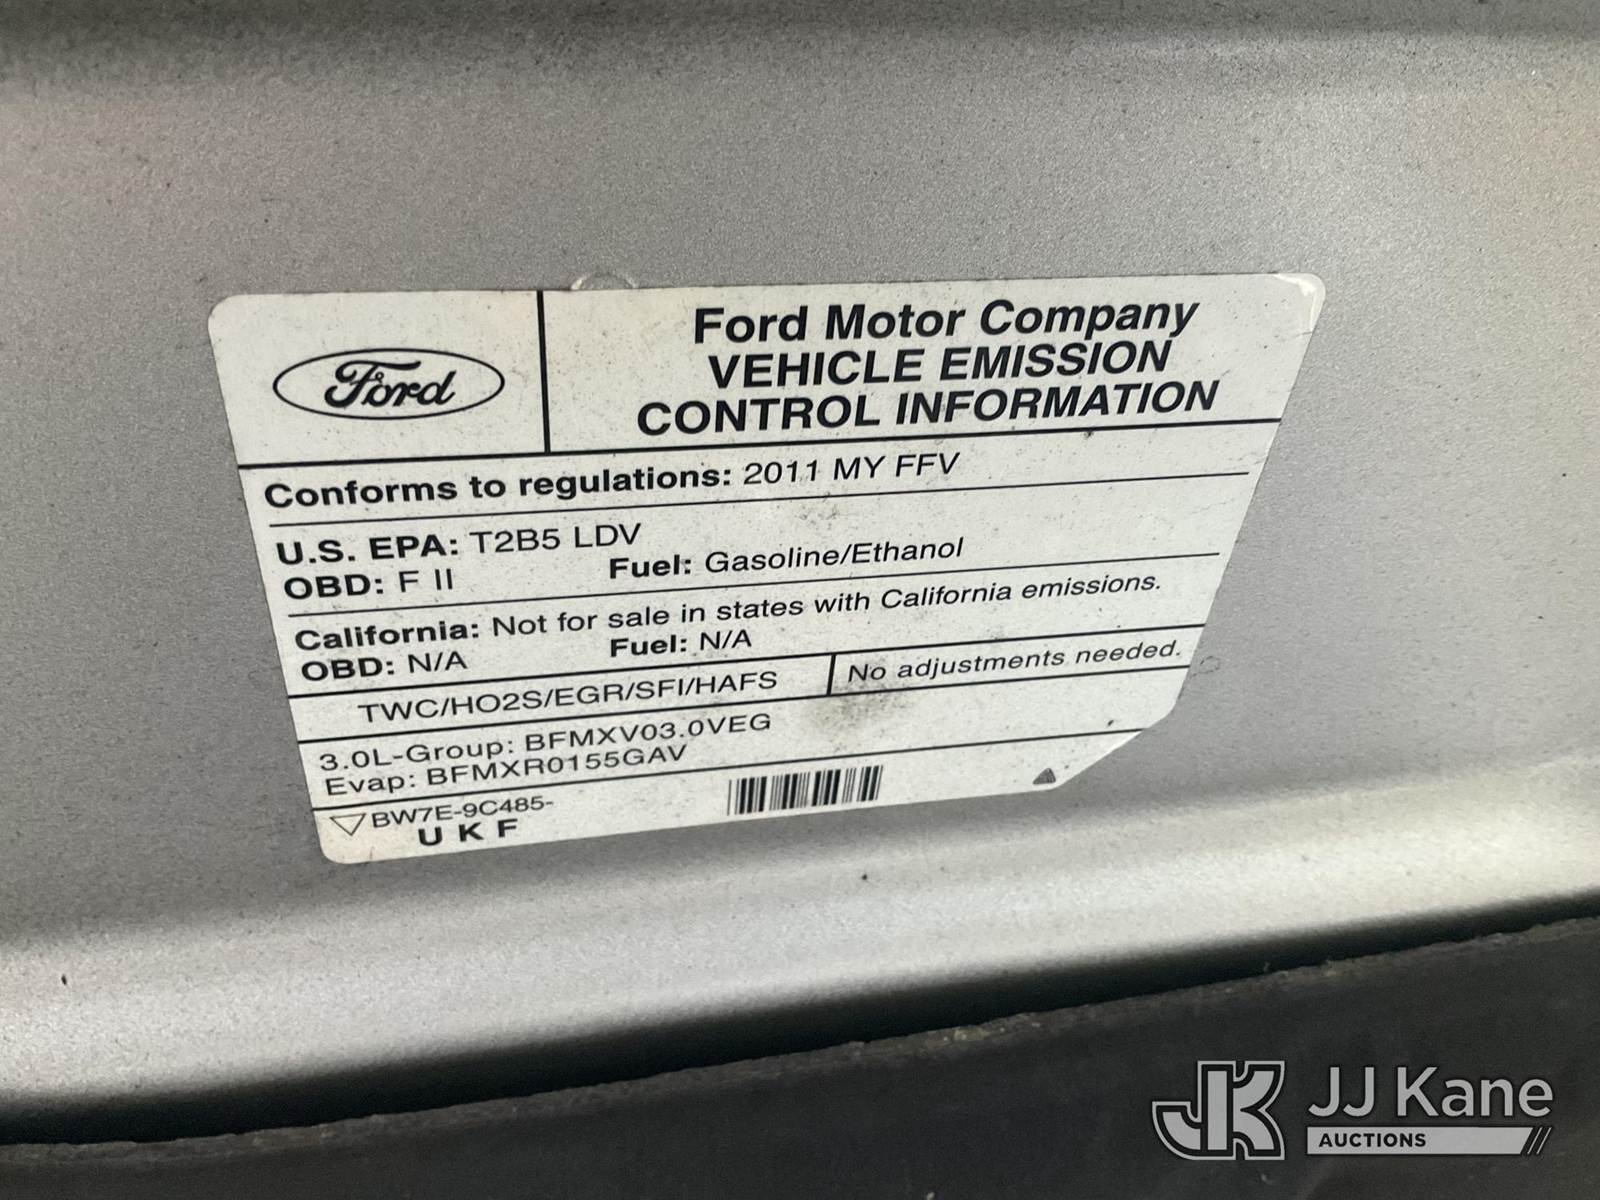 Ford
Ford Motor Company
VEHICLE EMISSION
CONTROL INFORMATION
Conforms to regulations: 2011 MY FFV
U.S. EPA: T2B5 LDV
OBD: F II Fuel: Gasoline/Ethanol
California: Not for sale in states with California emissions.
OBD: N/A Fuel: N/A
TWC/HO2S/EGR/SFI/HAFS No adjustments needed.
3.0L-Group: BFMXV03.0VEG
Evap: BFMXR0155GAV
BW7E-9C485-
U K F
JK JJ Kane
AUCTIONS